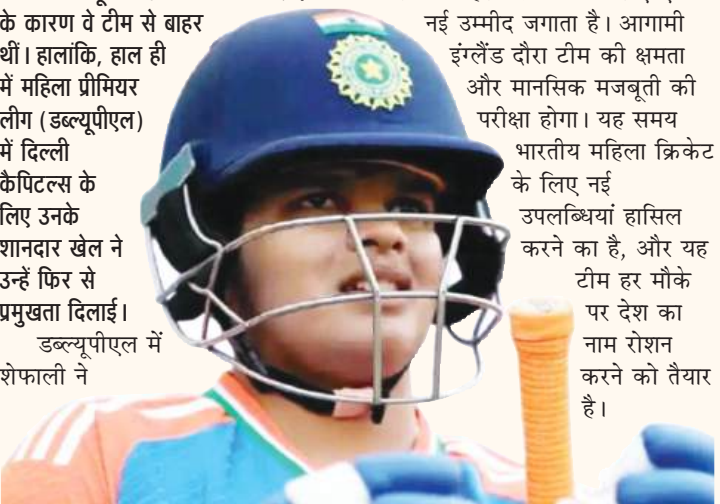 के कारण वे टीम से बाहर
थीं। हालांकि, हाल ही
में महिला प्रीमियर
लीग (डब्ल्यूपीएल)
में दिल्ली
कैपिटल्स के
लिए उनके
शानदार खेल ने
उन्हें फिर से
प्रमुखता दिलाई।
डब्ल्यूपीएल में
शेफाली ने
नई उम्मीद जगाता है। आगामी
इंग्लैंड दौरा टीम की क्षमता
और मानसिक मजबूती की
परीक्षा होगा। यह समय
भारतीय महिला क्रिकेट
के लिए नई
उपलब्धियां हासिल
करने का है, और यह
टीम हर मौके
पर देश का
नाम रोशन
करने को तैयार
है।